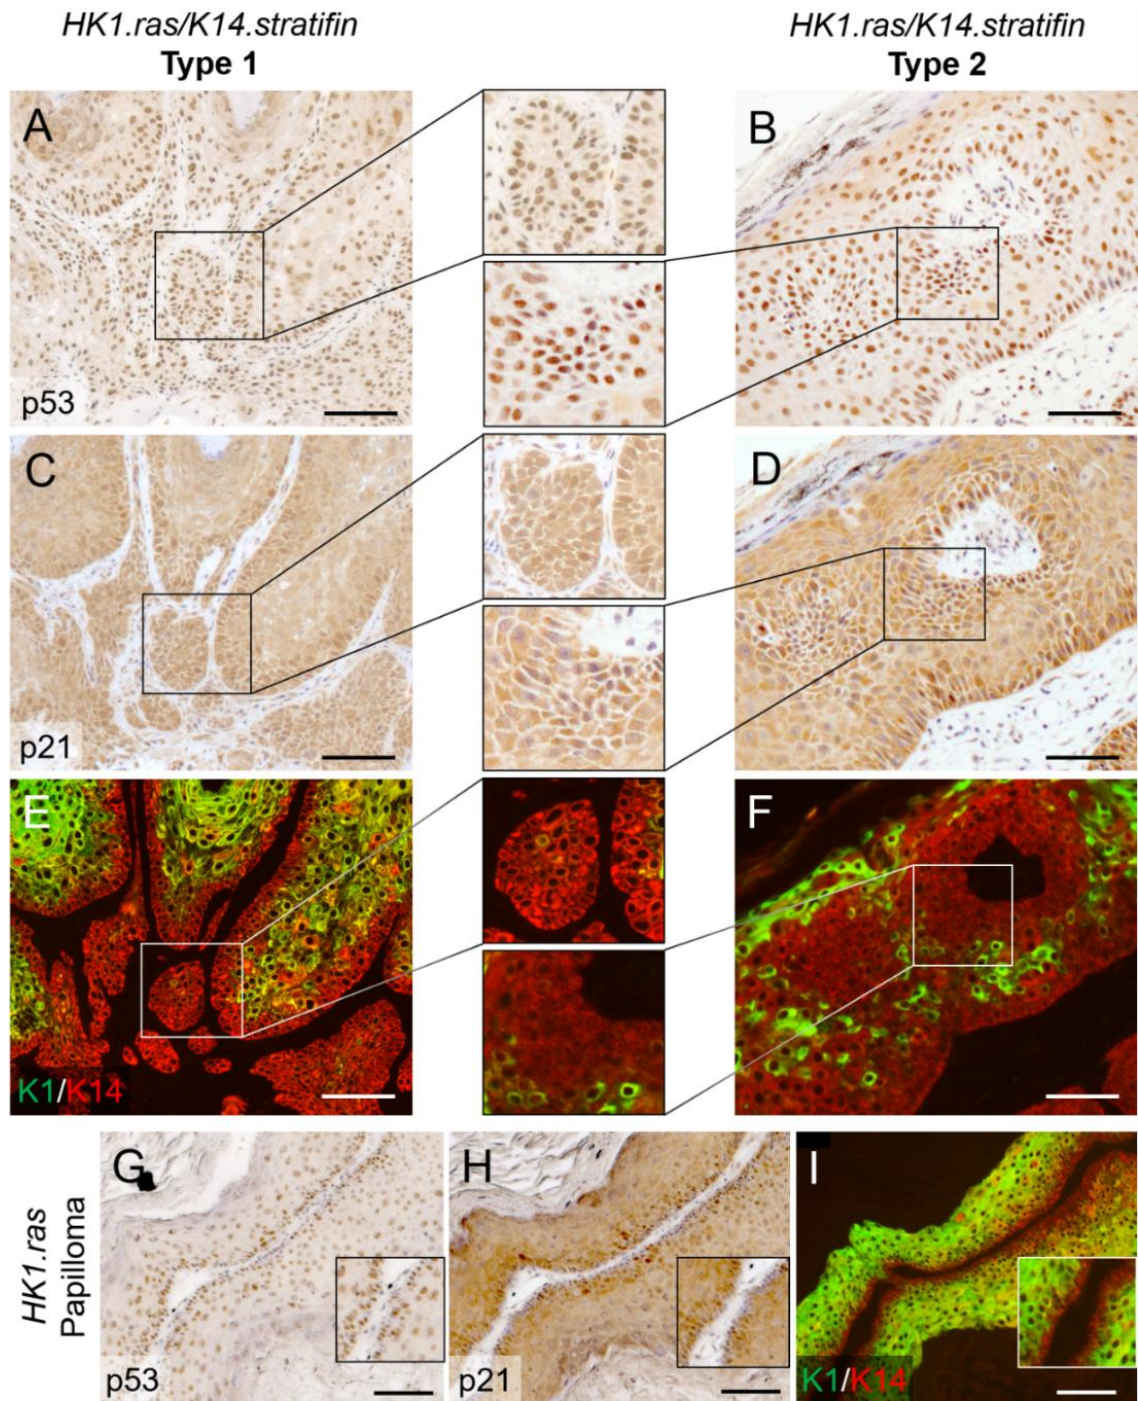 HK1.ras/K14.stratifin
Type 1
HK1.ras/K14.stratifin
Type 2
A
B
p53
C
D
p21
E
F
K1/K14
HK1.ras
Papilloma
G
H
I
p53
p21
K1/K14